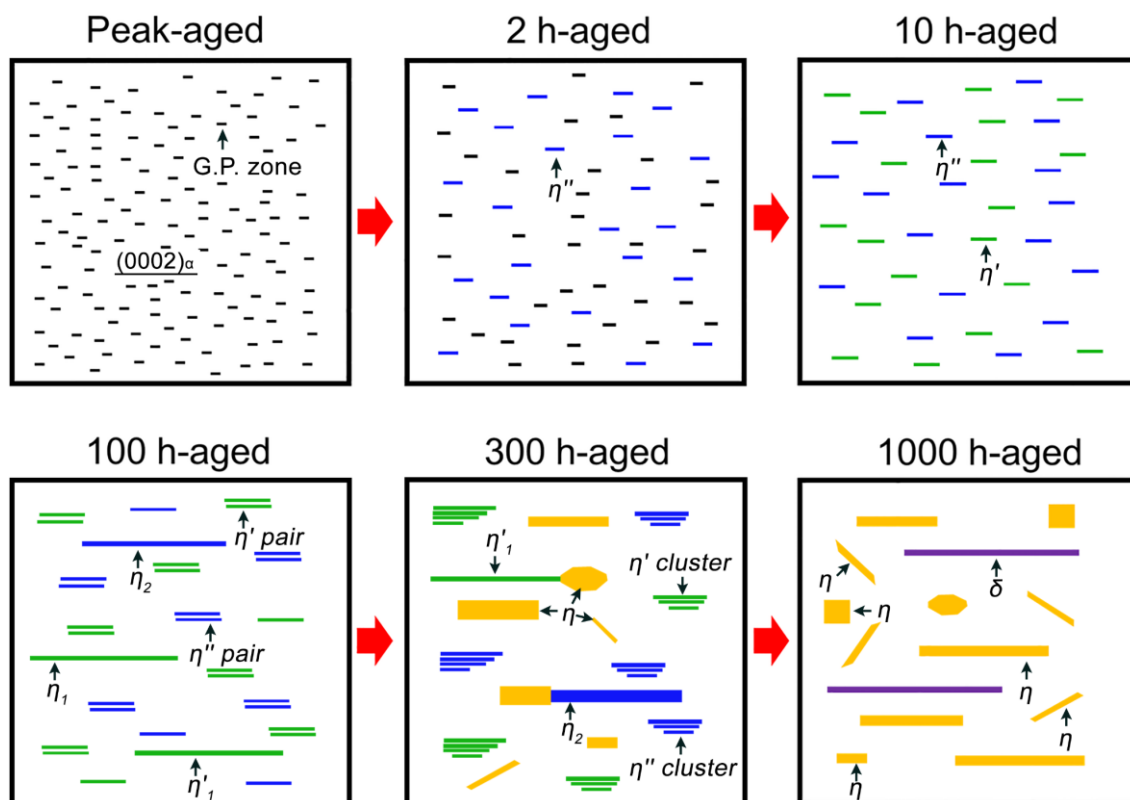 Peak-aged
2 h-aged
10 h-aged
G.P. zone
(0002)α
η''
η''
η'
100 h-aged
300 h-aged
1000 h-aged
η' pair
η2
η'' pair
η1
η'1
η'1
η' cluster
η
η2
η'' cluster
η
δ
η
η
η
η